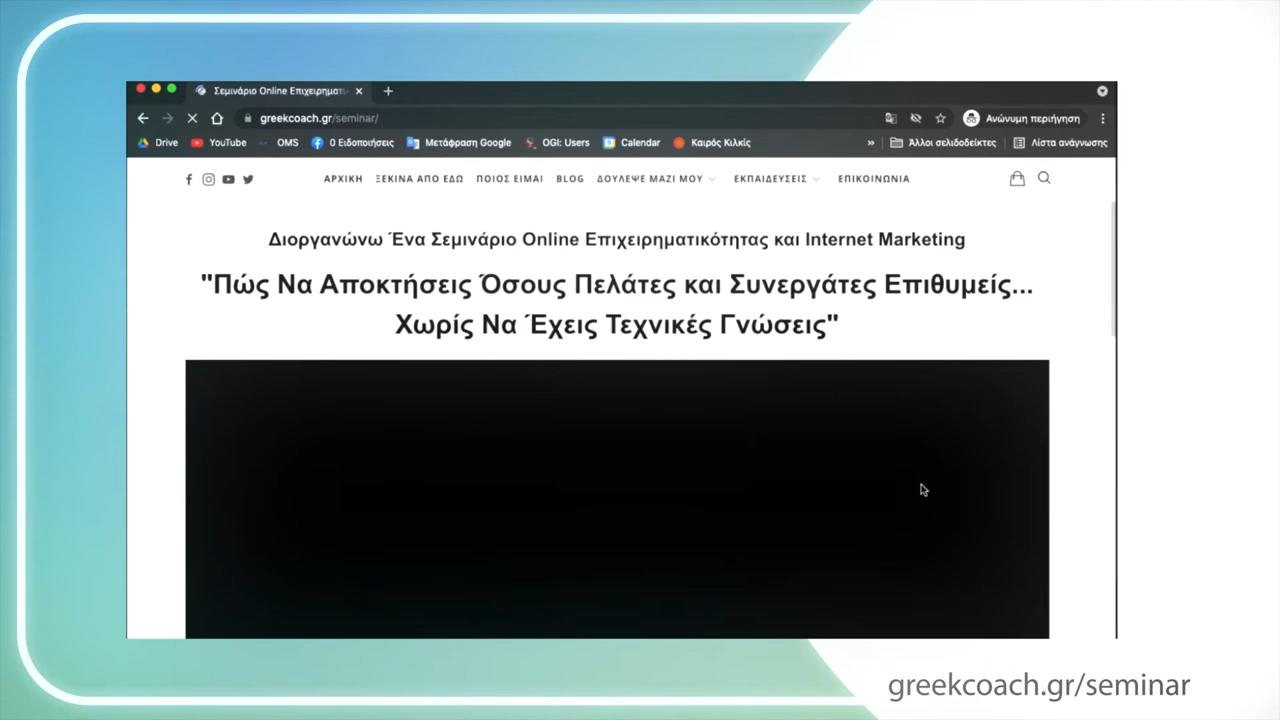 Σεμινάριο Online Επιχειρηματι
greekcoach.gr/seminar/
Ανώνυμη περιήγηση
Drive YouTube OMS 0 Ειδοποιήσεις Μετάφραση Google OGI: Users Calendar Καιρός Κιλκίς » Άλλοι σελιδοδείκτες Λίστα ανάγνωσης
ΑΡΧΙΚΗ ΞΕΚΙΝΑ ΑΠΟ ΕΔΩ ΠΟΙΟΣ ΕΙΜΑΙ BLOG ΔΟΥΛΕΨΕ ΜΑΖΙ ΜΟΥ ΕΚΠΑΙΔΕΥΣΕΙΣ ΕΠΙΚΟΙΝΩΝΙΑ
Διοργανώνω Ένα Σεμινάριο Online Επιχειρηματικότητας και Internet Marketing
"Πώς Να Αποκτήσεις Όσους Πελάτες και Συνεργάτες Επιθυμείς...
Χωρίς Να Έχεις Τεχνικές Γνώσεις"
greekcoach.gr/seminar